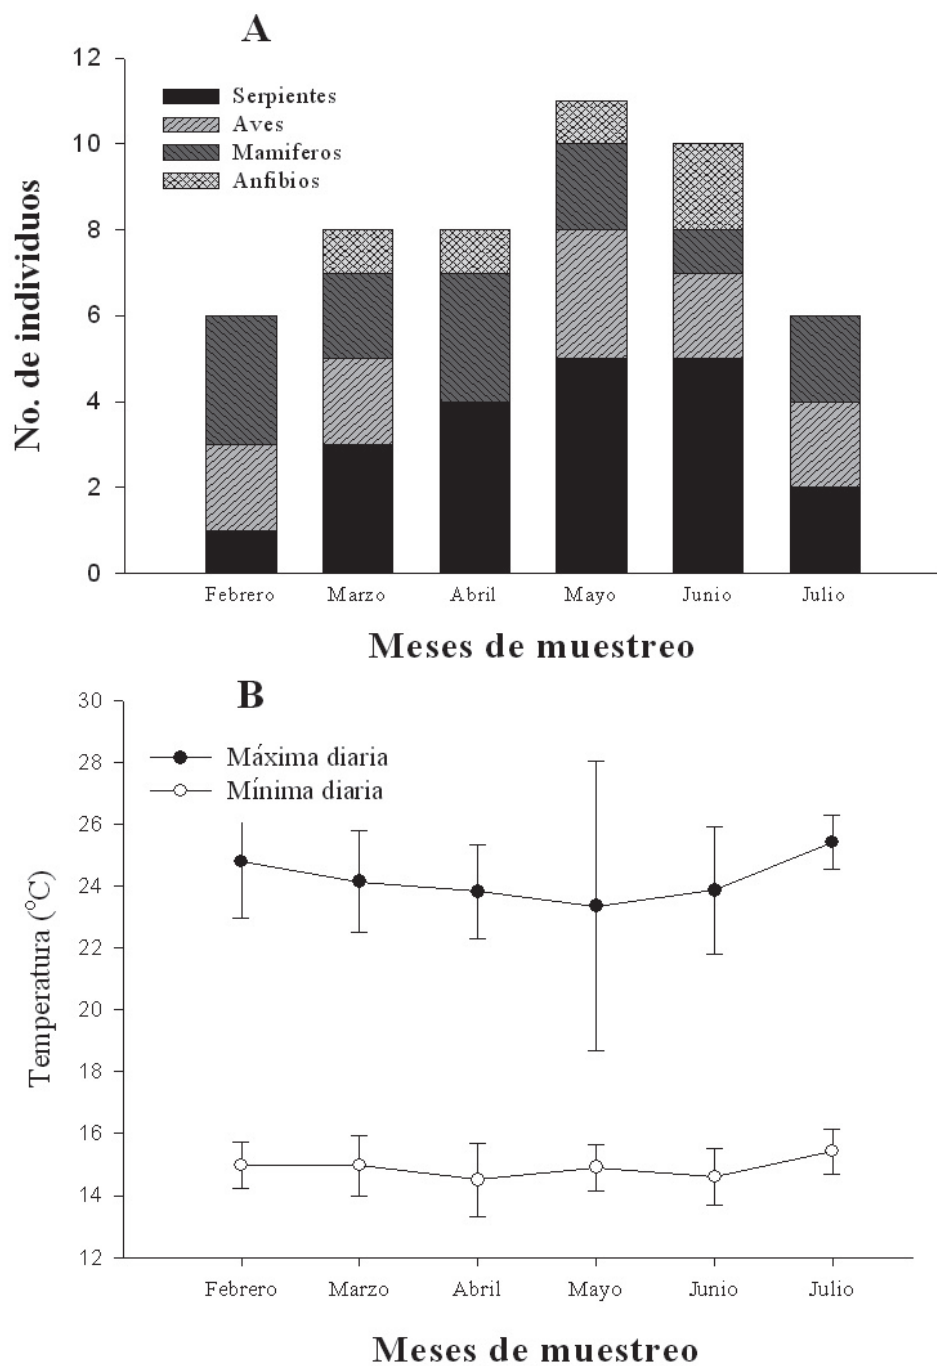 A
12
10
8
6
4
2
0
No. de individuos
Serpientes
Aves
Mamiferos
Anfibios
Febrero Marzo Abril Mayo Junio Julio
Meses de muestreo
B
30
28
26
24
22
20
18
16
14
12
Temperatura (°C)
Máxima diaria
Mínima diaria
Febrero Marzo Abril Mayo Junio Julio
Meses de muestreo